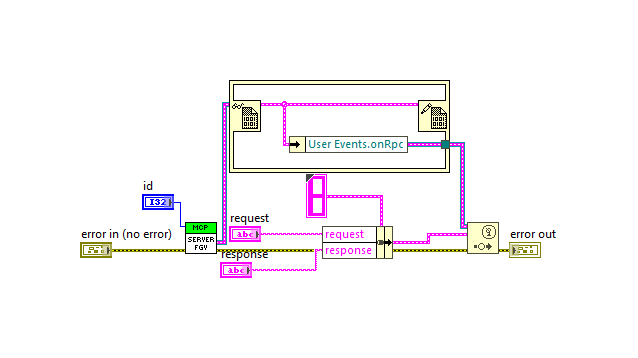 User Events.onRpc
id
I32
MCP
SERVER
FGV
error in (no error)
request
abc
response
abc
request
response
error out